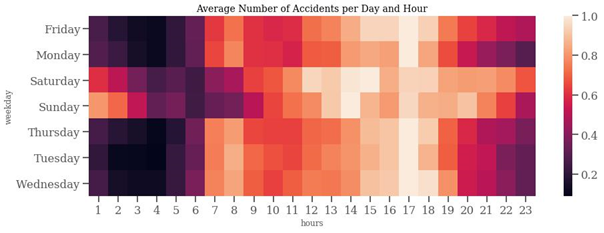 Average Number of Accidents per Day and Hour
weekday
Friday
Monday
Saturday
Sunday
Thursday
Tuesday
Wednesday
1 2 3 4 5 6 7 8 9 10 11 12 13 14 15 16 17 18 19 20 21 22 23
hours
1.0
0.8
0.6
0.4
0.2